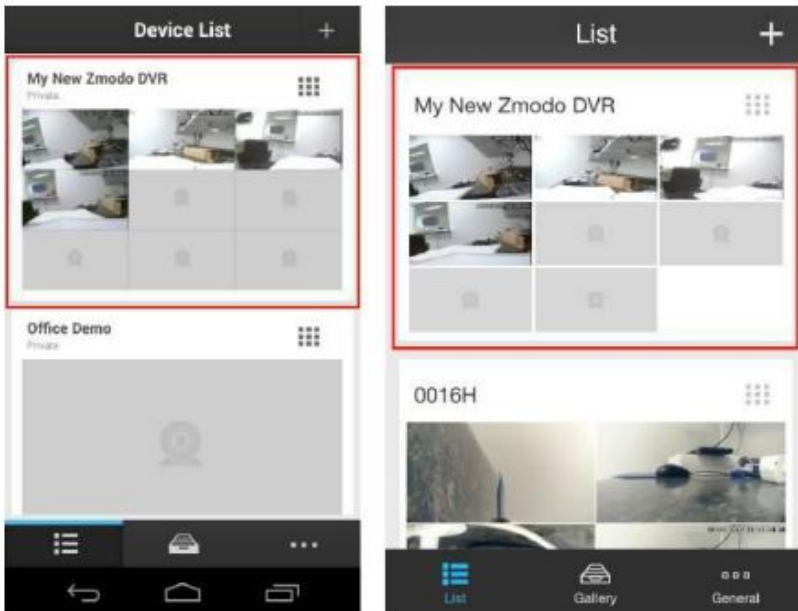 Device List
+
My New Zmodo DVR
Private
Office Demo
Private
List
+
My New Zmodo DVR
0016H
List
Gallery
General